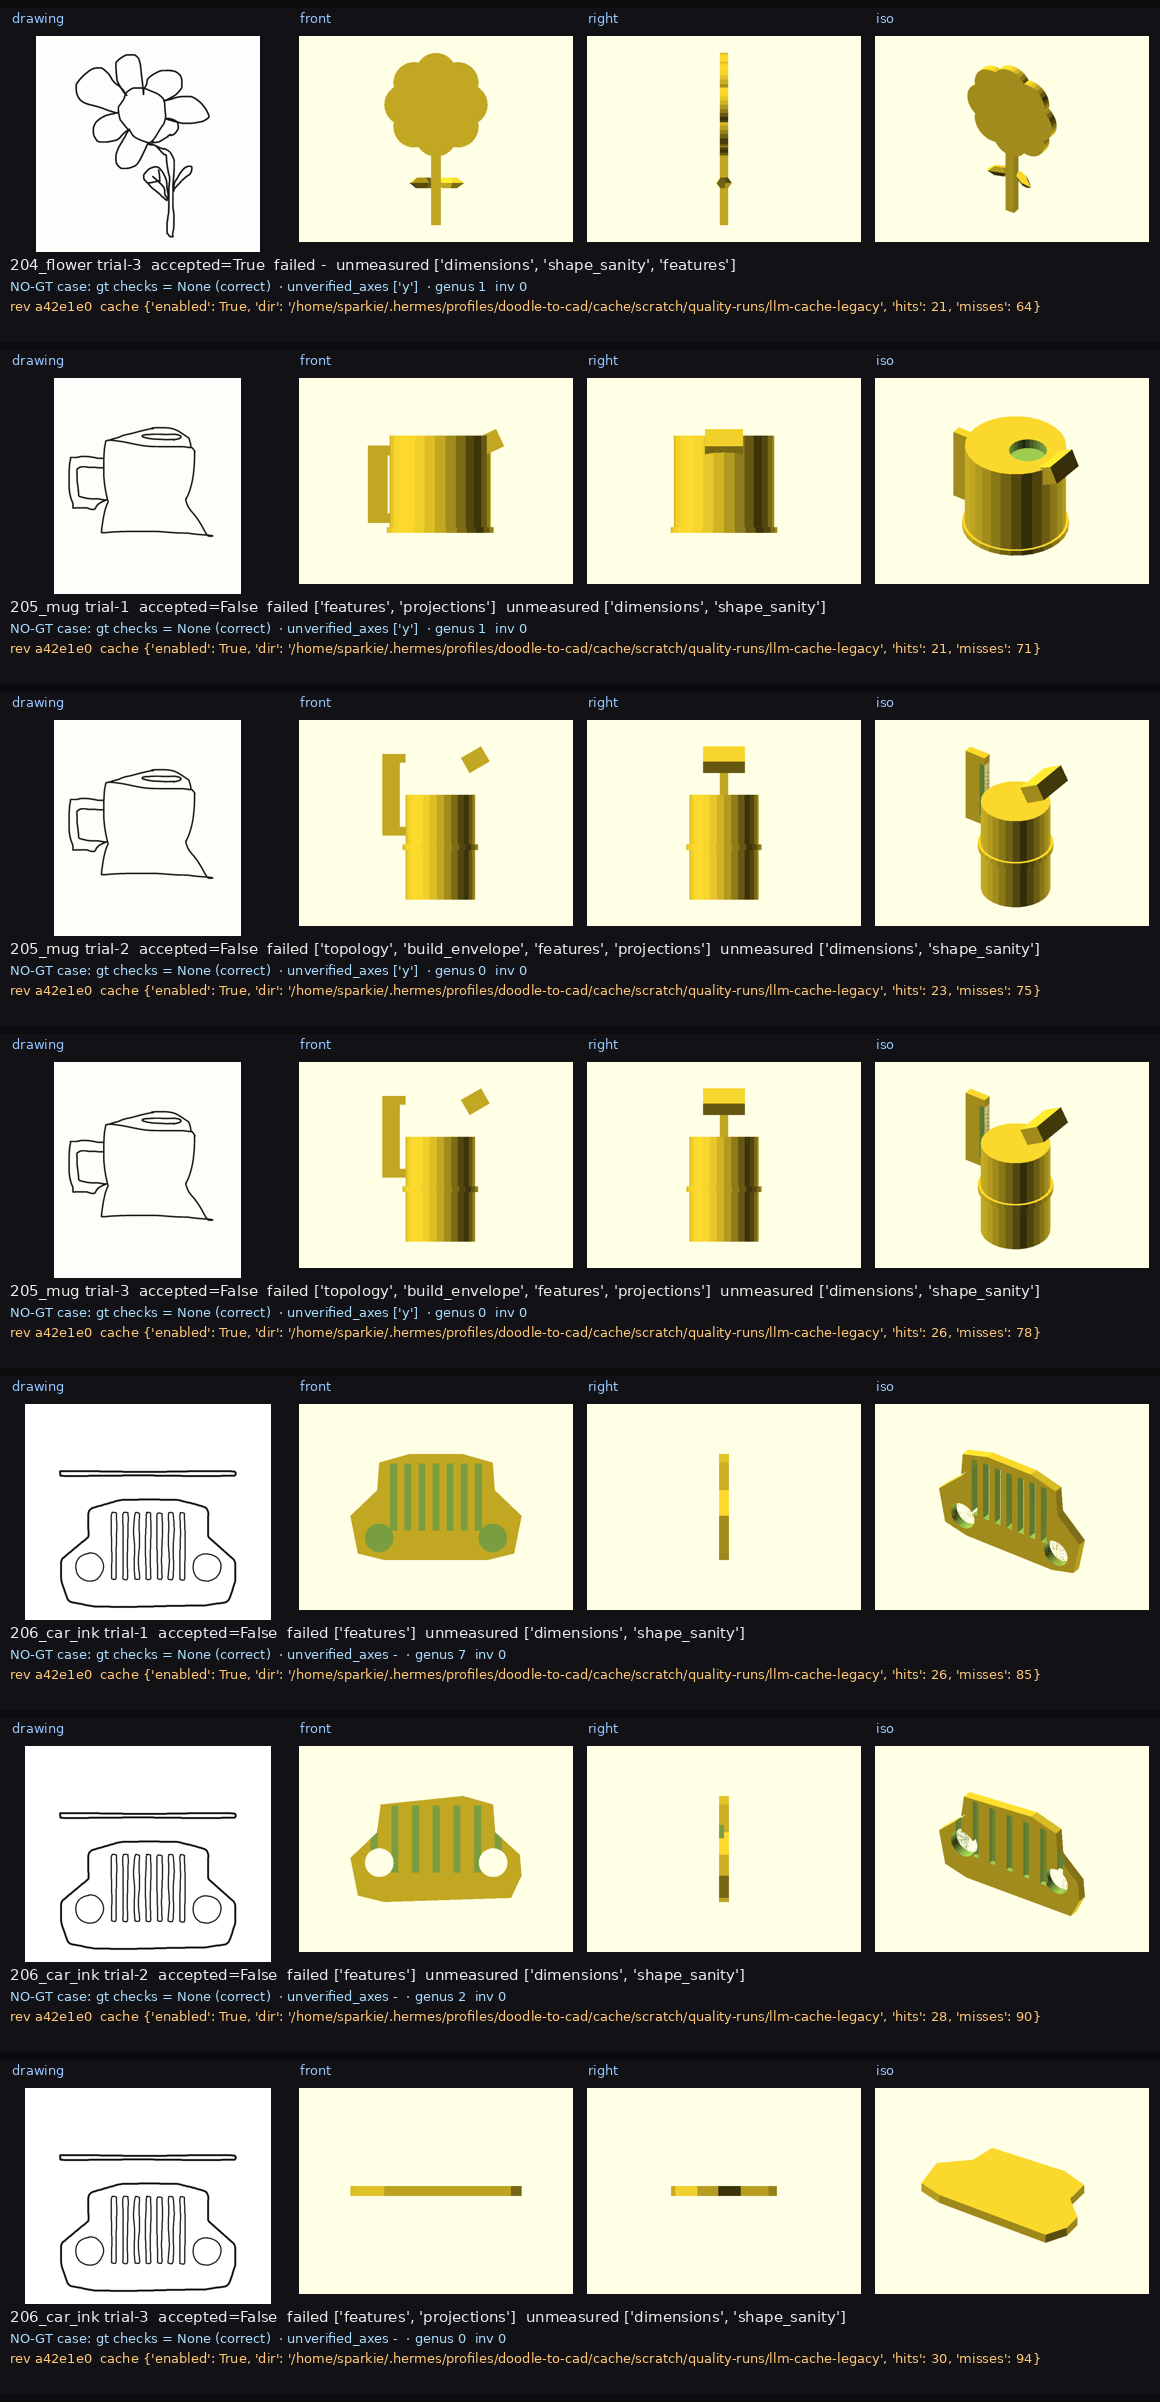 drawing front right iso
204_flower trial-3 accepted=True failed - unmeasured ['dimensions', 'shape_sanity', 'features']
NO-GT case: gt checks = None (correct) · unverified_axes ['y'] · genus 1 inv 0
rev a42e1e0 cache {'enabled': True, 'dir': '/home/sparkie/.hermes/profiles/doodle-to-cad/cache/scratch/quality-runs/llm-cache-legacy', 'hits': 21, 'misses': 64}
drawing front right iso
205_mug trial-1 accepted=False failed ['features', 'projections'] unmeasured ['dimensions', 'shape_sanity']
NO-GT case: gt checks = None (correct) · unverified_axes ['y'] · genus 1 inv 0
rev a42e1e0 cache {'enabled': True, 'dir': '/home/sparkie/.hermes/profiles/doodle-to-cad/cache/scratch/quality-runs/llm-cache-legacy', 'hits': 21, 'misses': 71}
drawing front right iso
205_mug trial-2 accepted=False failed ['topology', 'build_envelope', 'features', 'projections'] unmeasured ['dimensions', 'shape_sanity']
NO-GT case: gt checks = None (correct) · unverified_axes ['y'] · genus 0 inv 0
rev a42e1e0 cache {'enabled': True, 'dir': '/home/sparkie/.hermes/profiles/doodle-to-cad/cache/scratch/quality-runs/llm-cache-legacy', 'hits': 23, 'misses': 75}
drawing front right iso
205_mug trial-3 accepted=False failed ['topology', 'build_envelope', 'features', 'projections'] unmeasured ['dimensions', 'shape_sanity']
NO-GT case: gt checks = None (correct) · unverified_axes ['y'] · genus 0 inv 0
rev a42e1e0 cache {'enabled': True, 'dir': '/home/sparkie/.hermes/profiles/doodle-to-cad/cache/scratch/quality-runs/llm-cache-legacy', 'hits': 26, 'misses': 78}
drawing front right iso
206_car_ink trial-1 accepted=False failed ['features'] unmeasured ['dimensions', 'shape_sanity']
NO-GT case: gt checks = None (correct) · unverified_axes - · genus 7 inv 0
rev a42e1e0 cache {'enabled': True, 'dir': '/home/sparkie/.hermes/profiles/doodle-to-cad/cache/scratch/quality-runs/llm-cache-legacy', 'hits': 26, 'misses': 85}
drawing front right iso
206_car_ink trial-2 accepted=False failed ['features'] unmeasured ['dimensions', 'shape_sanity']
NO-GT case: gt checks = None (correct) · unverified_axes - · genus 2 inv 0
rev a42e1e0 cache {'enabled': True, 'dir': '/home/sparkie/.hermes/profiles/doodle-to-cad/cache/scratch/quality-runs/llm-cache-legacy', 'hits': 28, 'misses': 90}
drawing front right iso
206_car_ink trial-3 accepted=False failed ['features', 'projections'] unmeasured ['dimensions', 'shape_sanity']
NO-GT case: gt checks = None (correct) · unverified_axes - · genus 0 inv 0
rev a42e1e0 cache {'enabled': True, 'dir': '/home/sparkie/.hermes/profiles/doodle-to-cad/cache/scratch/quality-runs/llm-cache-legacy', 'hits': 30, 'misses': 94}